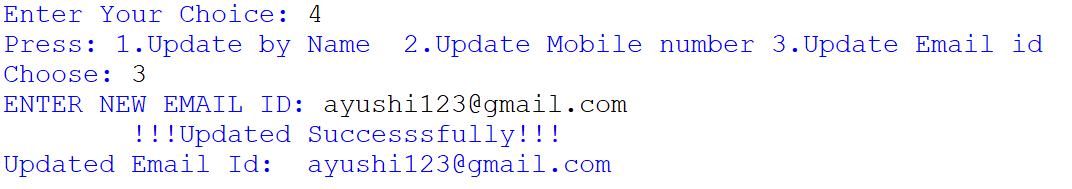 Enter Your Choice: 4
Press: 1.Update by Name  2.Update Mobile number 3.Update Email id
Choose: 3
ENTER NEW EMAIL ID: ayushi123@gmail.com
        !!!Updated Successsfully!!!
Updated Email Id:  ayushi123@gmail.com